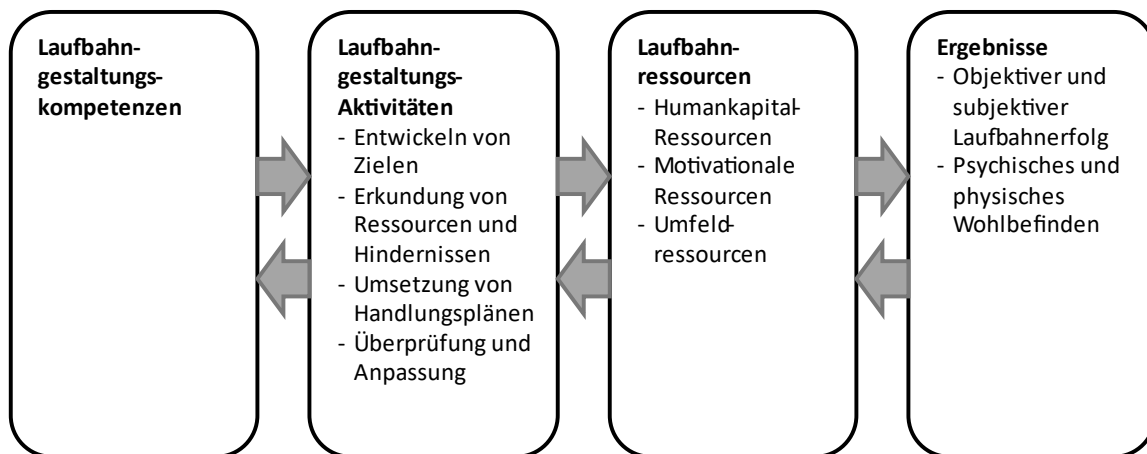 Laufbahn-
gestaltungs-
kompetenzen
Laufbahn-
gestaltungs-
Aktivitäten
- Entwickeln von
Zielen
- Erkundung von
Ressourcen und
Hindernissen
- Umsetzung von
Handlungsplänen
- Überprüfung und
Anpassung
Laufbahn-
ressourcen
- Humankapital-
Ressourcen
- Motivationale
Ressourcen
- Umfeld-
ressourcen
Ergebnisse
- Objektiver und
subjektiver
Laufbahnerfolg
- Psychisches und
physisches
Wohlbefinden